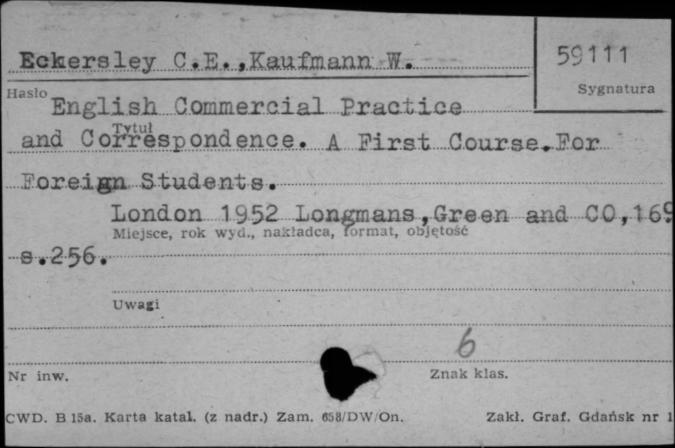 Eckersley C.E.,Kaufmann W.
59111
Sygnatura
Hasło
English Commercial Practice
Tytuł
and Correspondence. A First Course.For
Foreign Students.
London 1952 Longmans,Green and CO,169
Miejsce, rok wyd., nakładca, format, objętość
s.256.
Uwagi
6
Nr inw.
Znak klas.
CWD. B 15a. Karta katal. (z nadr.) Zam. 658/DW/On.
Zakł. Graf. Gdańsk nr 1